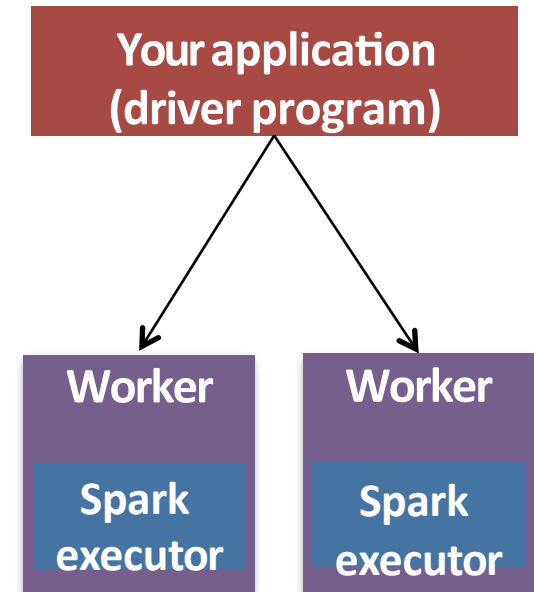 Your application
(driver program)
Worker
Spark
executor
Worker
Spark
executor